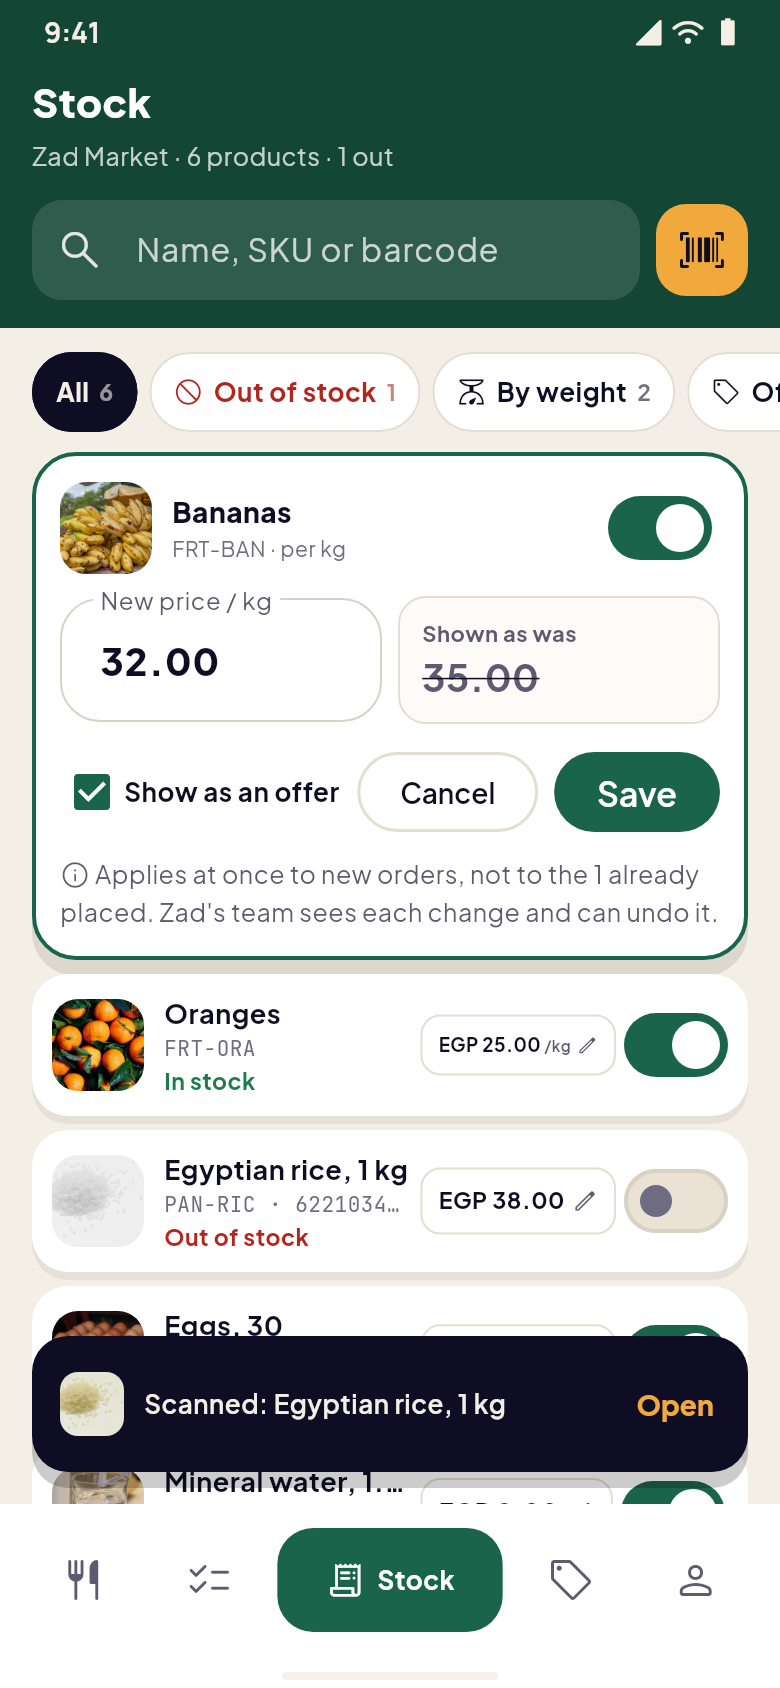 9:41
Stock
Zad Market · 6 products · 1 out
Name, SKU or barcode
All 6
Out of stock 1
By weight 2
Bananas
FRT-BAN · per kg
New price / kg
32.00
Shown as was
35.00
Show as an offer
Cancel
Save
Applies at once to new orders, not to the 1 already
placed. Zad's team sees each change and can undo it.
Oranges
FRT-ORA
In stock
EGP 25.00 /kg
Egyptian rice, 1 kg
PAN-RIC · 6221034…
Out of stock
EGP 38.00
Eggs, 30
Scanned: Egyptian rice, 1 kg
Open
Mineral water, 1.…
Stock